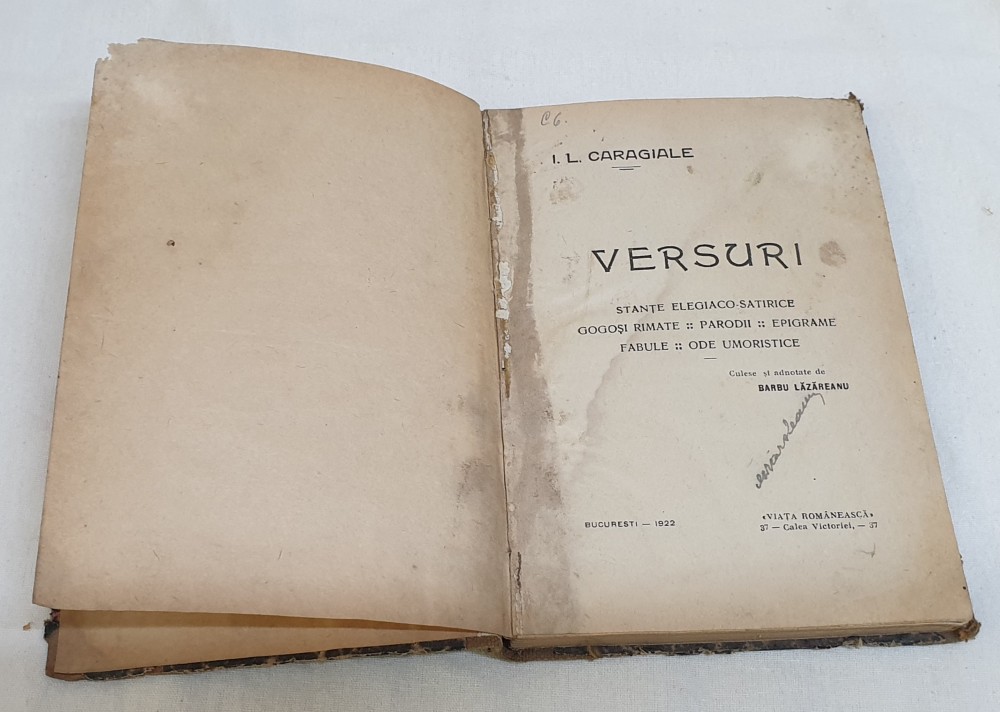 C6.
I. L. CARAGIALE
VERSURI
STANȚE ELEGIACO-SATIRICE
GOGOȘI RIMATE :: PARODII :: EPIGRAME
FABULE :: ODE UMORISTICE
Culese și adnotate de
BARBU LĂZĂREANU
BUCURESTI — 1922
«VIAȚA ROMÂNEASCĂ»
37 — Calea Victoriei, — 37